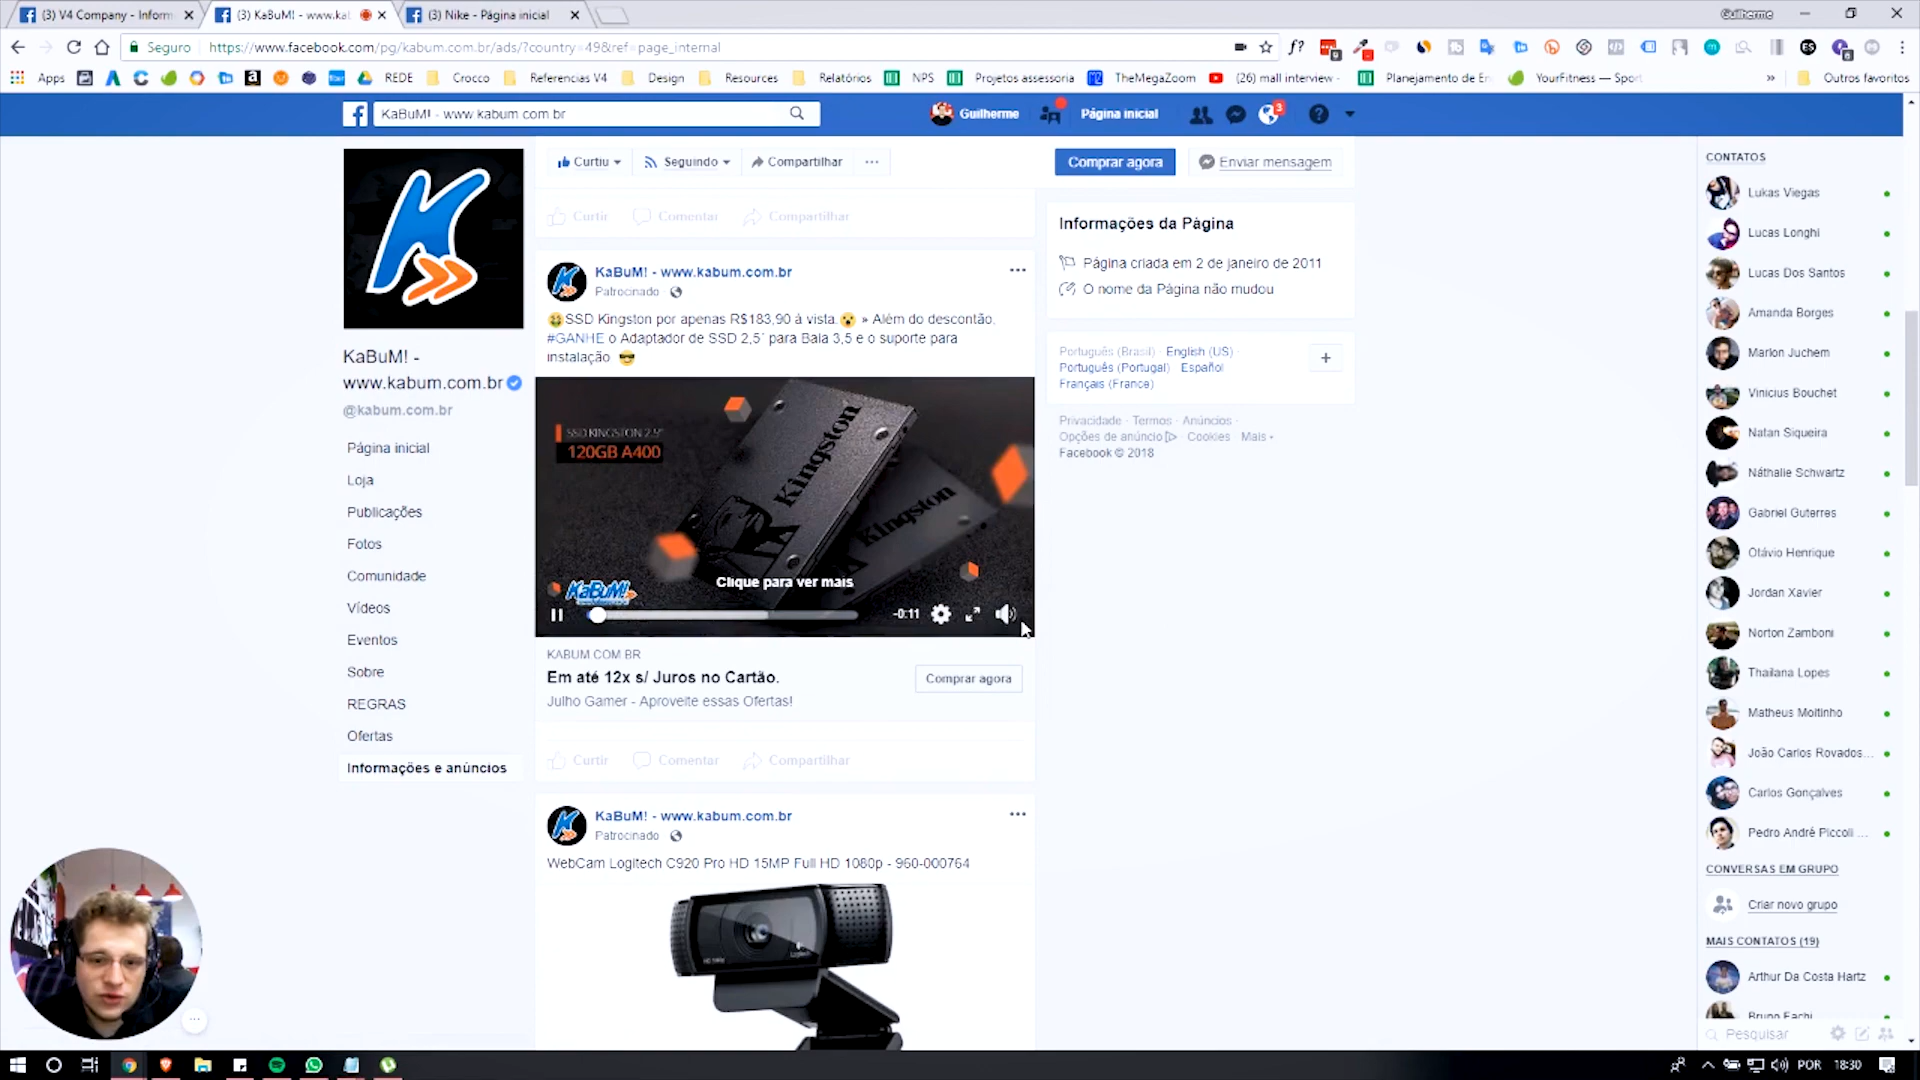 (3) V4 Company - Inform
(3) KaBuM! - www.ka
(3) Nike - Página inicial
Guilherme
Seguro
https://www.facebook.com/pg/kabum.com.br/ads/?country=49&ref=page_internal
Apps
REDE
Crocco
Referencias V4
Design
Resources
Relatórios
NPS
Projetos assessoria
TheMegaZoom
(26) mall interview -
Planejamento de En
YourFitness — Sport
Outros favoritos
KaBuM! - www.kabum.com.br
Guilherme
Página inicial
3
Curtiu
Seguindo
Compartilhar
Comprar agora
Enviar mensagem
Curtir
Comentar
Compartilhar
KaBuM! -
www.kabum.com.br
@kabum.com.br
Página inicial
Loja
Publicações
Fotos
Comunidade
Vídeos
Eventos
Sobre
REGRAS
Ofertas
Informações e anúncios
KaBuM! - www.kabum.com.br
Patrocinado
SSD Kingston por apenas R$183,90 à vista. » Além do descontão,
#GANHE o Adaptador de SSD 2,5` para Baia 3,5 e o suporte para
instalação
SSD KINGSTON 2.5"
120GB A400
Kingston
Kingston
KaBuM!
Clique para ver mais
-0:11
KABUM.COM.BR
Em até 12x s/ Juros no Cartão.
Julho Gamer - Aproveite essas Ofertas!
Comprar agora
Curtir
Comentar
Compartilhar
KaBuM! - www.kabum.com.br
Patrocinado
WebCam Logitech C920 Pro HD 15MP Full HD 1080p - 960-000764
Informações da Página
Página criada em 2 de janeiro de 2011
O nome da Página não mudou
Português (Brasil) · English (US) ·
Português (Portugal) · Español ·
Français (France)
Privacidade · Termos · Anúncios ·
Opções de anúncio · Cookies · Mais
Facebook © 2018
CONTATOS
Lukas Viegas
Lucas Longhi
Lucas Dos Santos
Amanda Borges
Marlon Juchem
Vinicius Bouchet
Natan Siqueira
Náthalie Schwartz
Gabriel Guterres
Otávio Henrique
Jordan Xavier
Norton Zamboni
Thailana Lopes
Matheus Moitinho
João Carlos Rovados...
Carlos Gonçalves
Pedro André Piccoli ...
CONVERSAS EM GRUPO
Criar novo grupo
MAIS CONTATOS (19)
Arthur Da Costa Hartz
Bruno Fachi
Pesquisar
POR
18:30